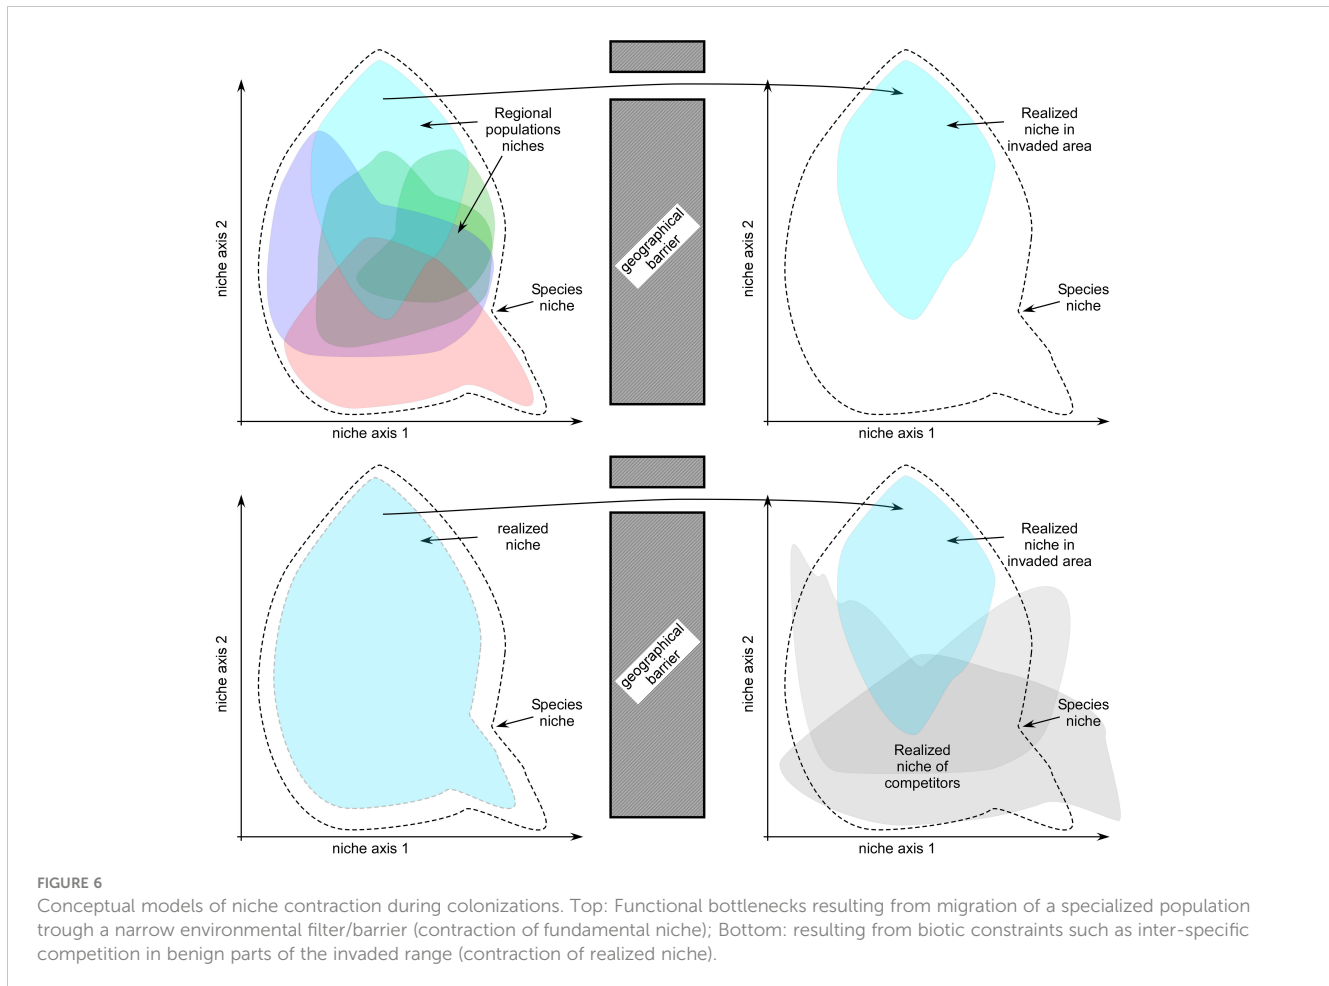 Regional
populations
niches
Species
niche
niche axis 2
niche axis 1
geographical
barrier
Realized
niche in
invaded area
Species
niche
niche axis 2
niche axis 1
realized
niche
Species
niche
niche axis 2
niche axis 1
geographical
barrier
Realized
niche in
invaded area
Species
niche
Realized
niche of
competitors
niche axis 2
niche axis 1
FIGURE 6
Conceptual models of niche contraction during colonizations. Top: Functional bottlenecks resulting from migration of a specialized population
trough a narrow environmental filter/barrier (contraction of fundamental niche); Bottom: resulting from biotic constraints such as inter-specific
competition in benign parts of the invaded range (contraction of realized niche).